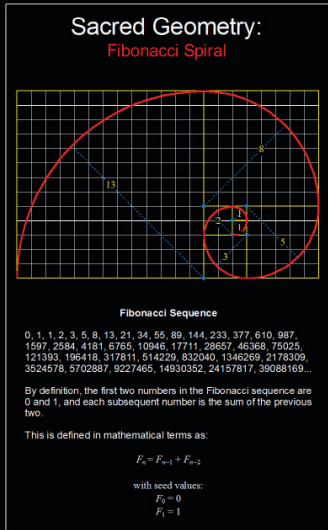 Sacred Geometry:
Fibonacci Spiral
8
13
1
2
1
5
3
Fibonacci Sequence
0, 1, 1, 2, 3, 5, 8, 13, 21, 34, 55, 89, 144, 233, 377, 610, 987,
1597, 2584, 4181, 6765, 10946, 17711, 28657, 46368, 75025,
121393, 196418, 317811, 514229, 832040, 1346269, 2178309,
3524578, 5702887, 9227465, 14930352, 24157817, 39088169...
By definition, the first two numbers in the Fibonacci sequence are
0 and 1, and each subsequent number is the sum of the previous
two.
This is defined in mathematical terms as:
Fₙ = Fₙ₋₁ + Fₙ₋₂
with seed values:
F₀ = 0
F₁ = 1